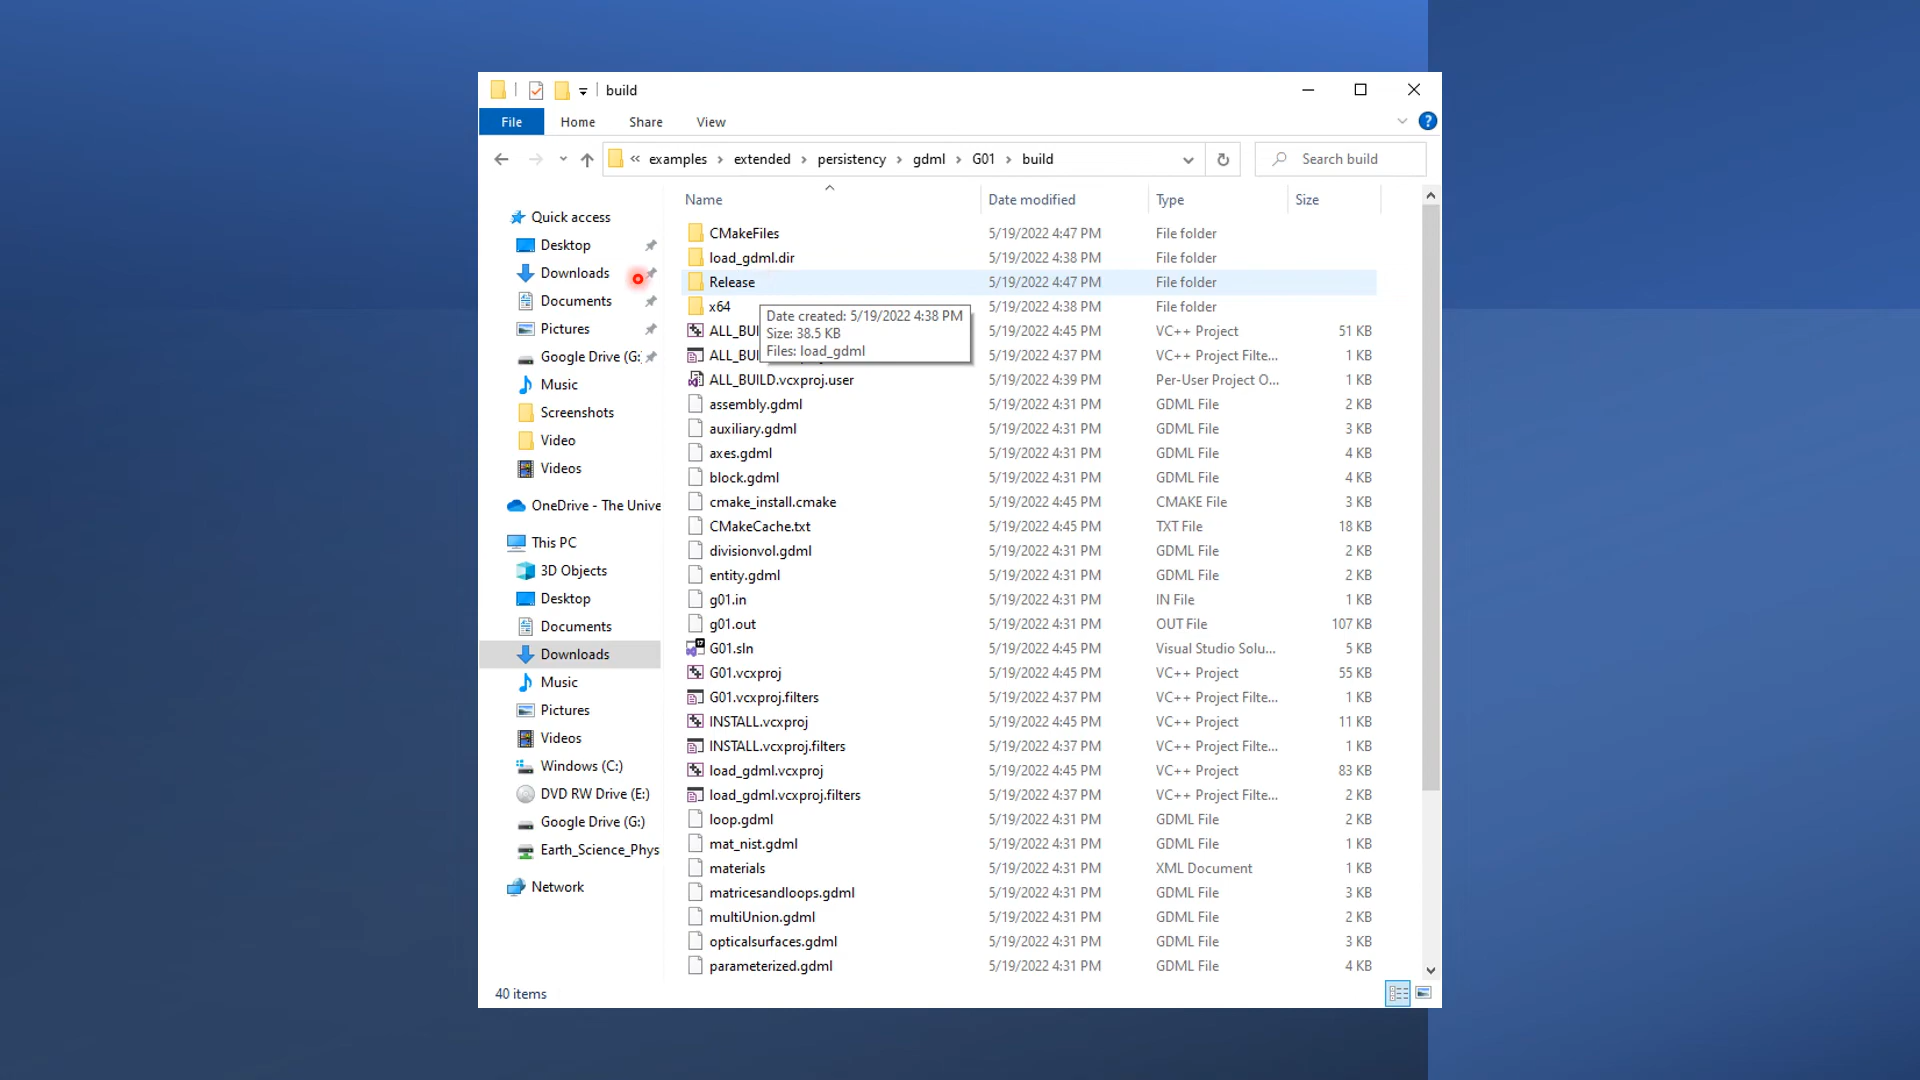 build
File Home Share View
« examples › extended › persistency › gdml › G01 › build Search build
Name Date modified Type Size
Quick access
Desktop
Downloads
Documents
Pictures
Google Drive (G:
Music
Screenshots
Video
Videos
OneDrive - The Unive
This PC
3D Objects
Desktop
Documents
Downloads
Music
Pictures
Videos
Windows (C:)
DVD RW Drive (E:)
Google Drive (G:)
Earth_Science_Phys
Network
CMakeFiles 5/19/2022 4:47 PM File folder
load_gdml.dir 5/19/2022 4:38 PM File folder
Release 5/19/2022 4:47 PM File folder
x64 5/19/2022 4:38 PM File folder
Date created: 5/19/2022 4:38 PM
Size: 38.5 KB
Files: load_gdml
ALL_BUI 5/19/2022 4:45 PM VC++ Project 51 KB
ALL_BUI 5/19/2022 4:37 PM VC++ Project Filte... 1 KB
ALL_BUILD.vcxproj.user 5/19/2022 4:39 PM Per-User Project O... 1 KB
assembly.gdml 5/19/2022 4:31 PM GDML File 2 KB
auxiliary.gdml 5/19/2022 4:31 PM GDML File 3 KB
axes.gdml 5/19/2022 4:31 PM GDML File 4 KB
block.gdml 5/19/2022 4:31 PM GDML File 4 KB
cmake_install.cmake 5/19/2022 4:45 PM CMAKE File 3 KB
CMakeCache.txt 5/19/2022 4:45 PM TXT File 18 KB
divisionvol.gdml 5/19/2022 4:31 PM GDML File 2 KB
entity.gdml 5/19/2022 4:31 PM GDML File 2 KB
g01.in 5/19/2022 4:31 PM IN File 1 KB
g01.out 5/19/2022 4:31 PM OUT File 107 KB
G01.sln 5/19/2022 4:45 PM Visual Studio Solu... 5 KB
G01.vcxproj 5/19/2022 4:45 PM VC++ Project 55 KB
G01.vcxproj.filters 5/19/2022 4:37 PM VC++ Project Filte... 1 KB
INSTALL.vcxproj 5/19/2022 4:45 PM VC++ Project 11 KB
INSTALL.vcxproj.filters 5/19/2022 4:37 PM VC++ Project Filte... 1 KB
load_gdml.vcxproj 5/19/2022 4:45 PM VC++ Project 83 KB
load_gdml.vcxproj.filters 5/19/2022 4:37 PM VC++ Project Filte... 2 KB
loop.gdml 5/19/2022 4:31 PM GDML File 2 KB
mat_nist.gdml 5/19/2022 4:31 PM GDML File 1 KB
materials 5/19/2022 4:31 PM XML Document 1 KB
matricesandloops.gdml 5/19/2022 4:31 PM GDML File 3 KB
multiUnion.gdml 5/19/2022 4:31 PM GDML File 2 KB
opticalsurfaces.gdml 5/19/2022 4:31 PM GDML File 3 KB
parameterized.gdml 5/19/2022 4:31 PM GDML File 4 KB
40 items